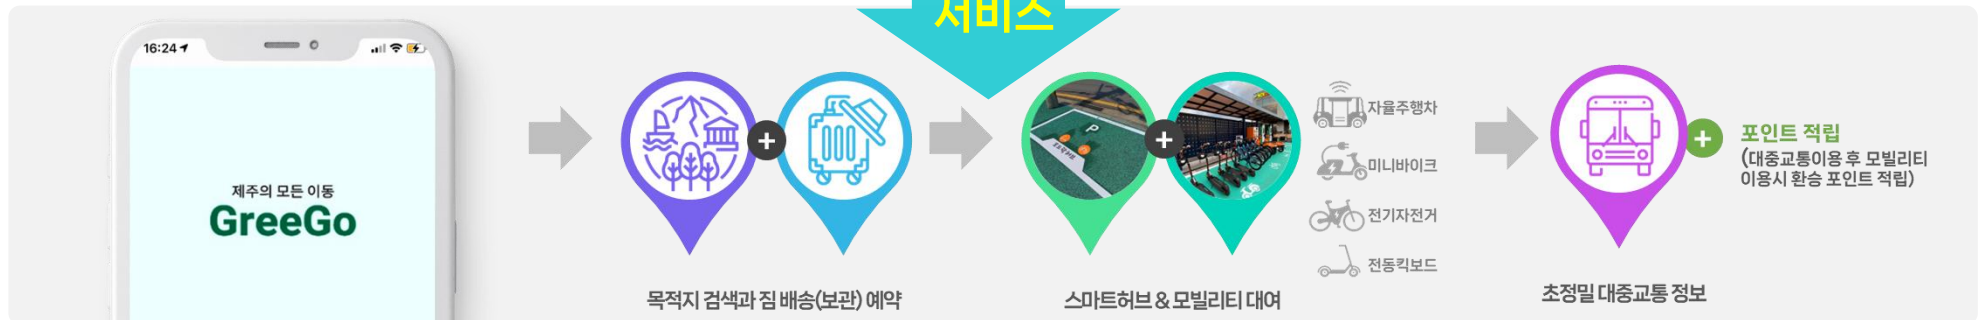 서비스
16:24
제주의 모든 이동
GreeGo
목적지 검색과 짐 배송(보관) 예약
P
스마트허브 & 모빌리티 대여
자율주행차
미니바이크
전기자전거
전동킥보드
초정밀 대중교통 정보
포인트 적립
(대중교통이용 후 모빌리티
이용시 환승 포인트 적립)